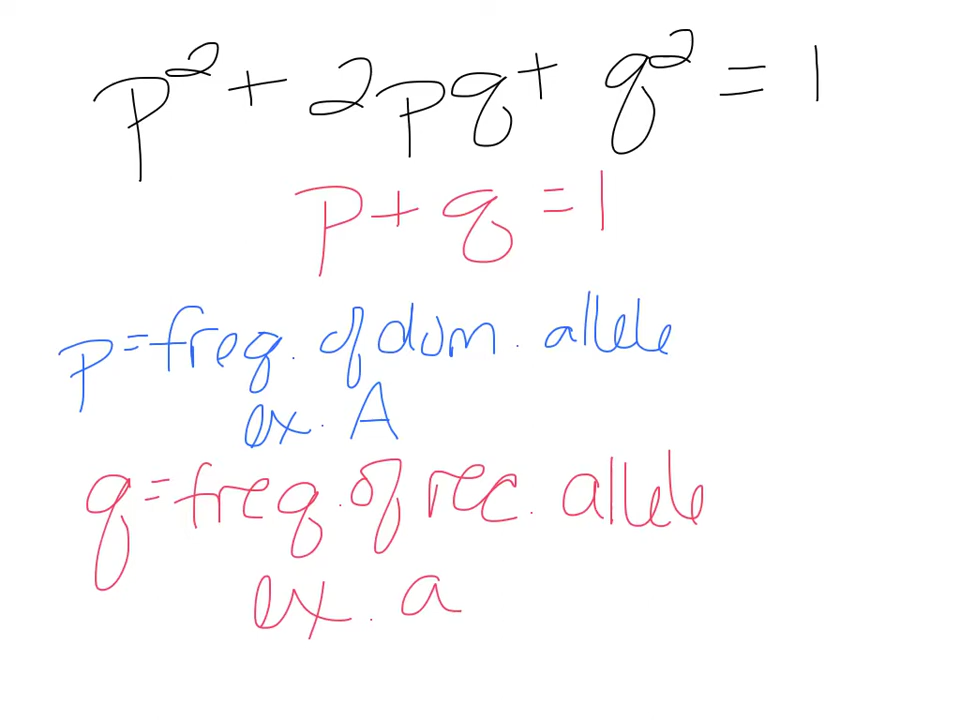 p² + 2pq + q² = 1
p + q = 1
p = freq. of dom. allele
ex. A
q = freq. of rec. allele
ex. a